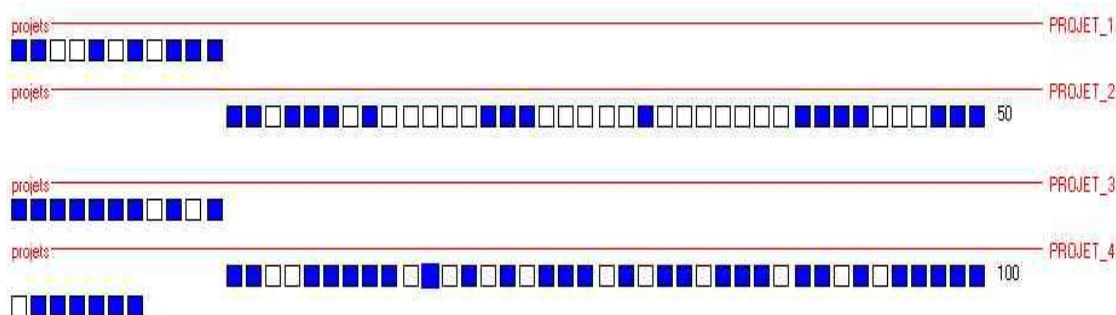 projets PROJET_1
projets PROJET_2
50
projets PROJET_3
projets PROJET_4
100